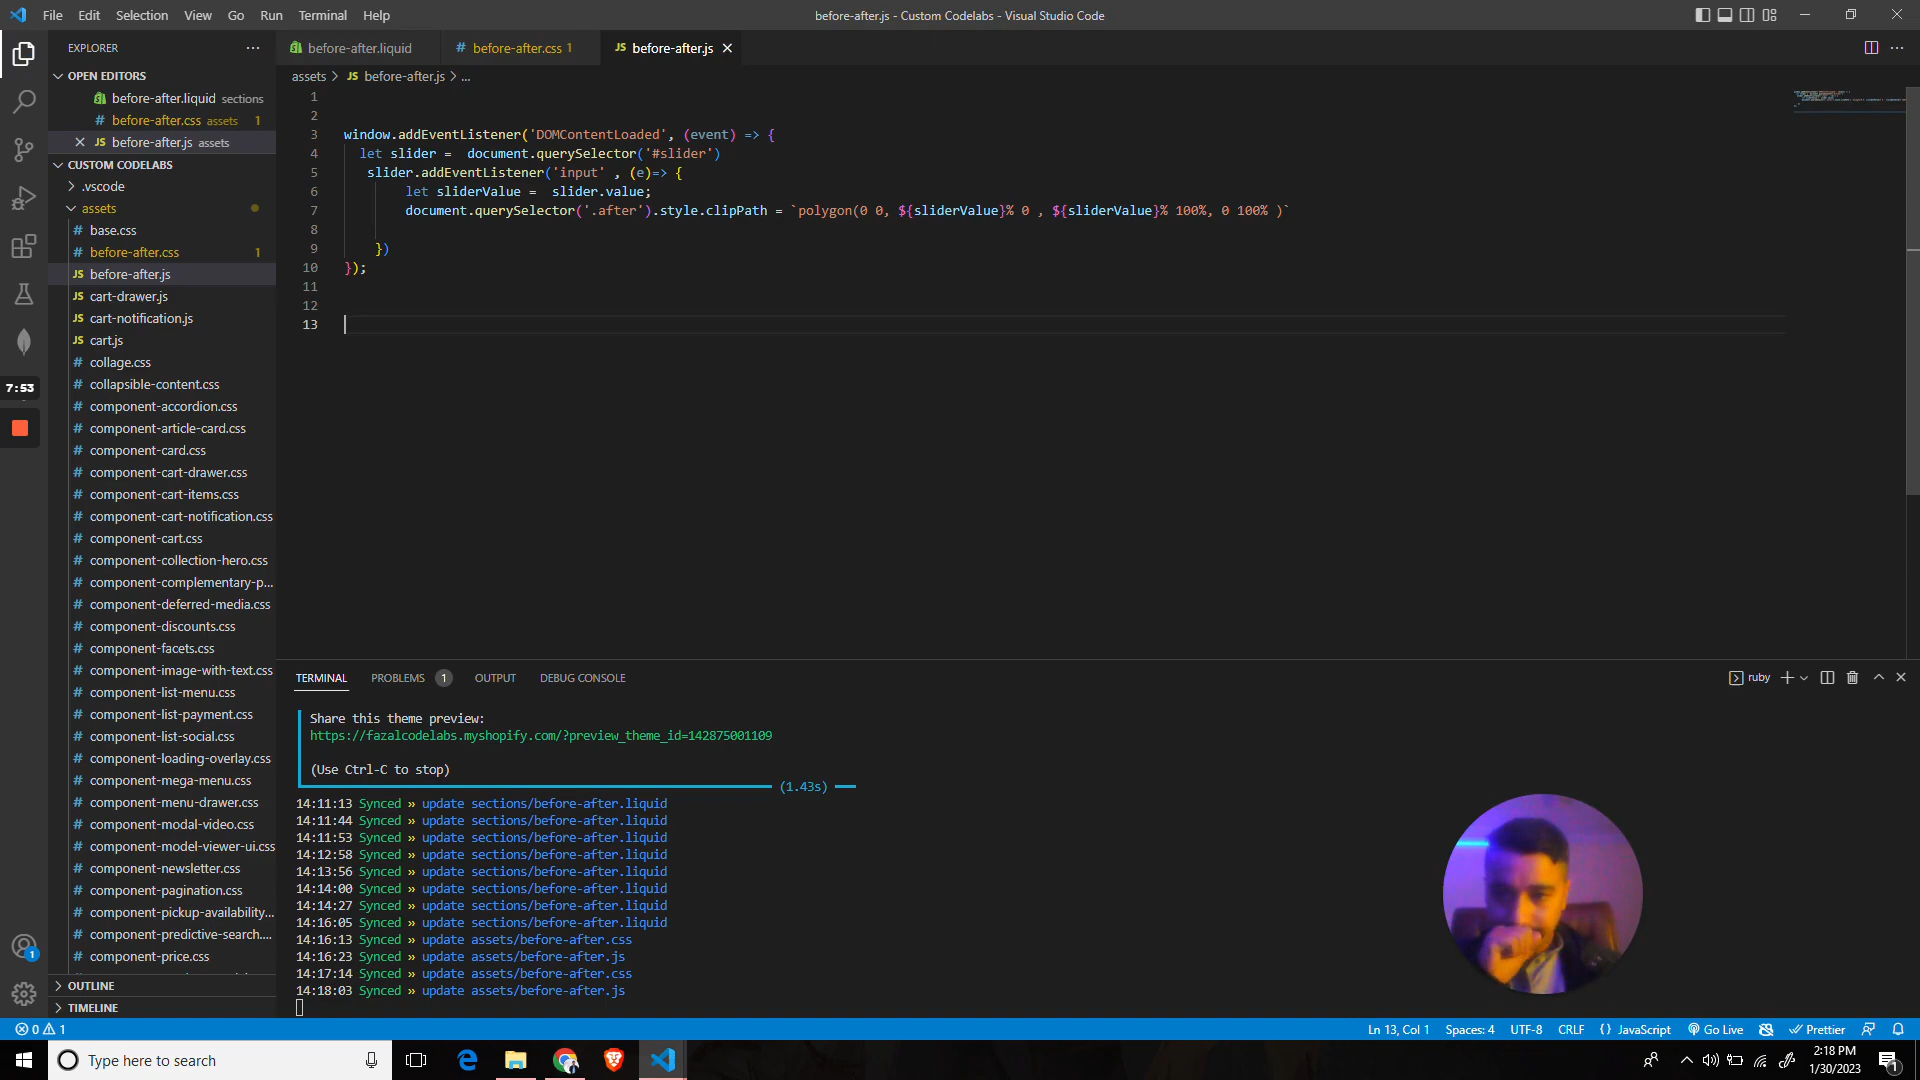 File Edit Selection View Go Run Terminal Help
before-after.js - Custom Codelabs - Visual Studio Code
EXPLORER
OPEN EDITORS
before-after.liquid sections
before-after.css assets 1
JS before-after.js assets
CUSTOM CODELABS
.vscode
assets
# base.css
# before-after.css 1
JS before-after.js
JS cart-drawer.js
JS cart-notification.js
JS cart.js
# collage.css
# collapsible-content.css
# component-accordion.css
# component-article-card.css
# component-card.css
# component-cart-drawer.css
# component-cart-items.css
# component-cart-notification.css
# component-cart.css
# component-collection-hero.css
# component-complementary-p...
# component-deferred-media.css
# component-discounts.css
# component-facets.css
# component-image-with-text.css
# component-list-menu.css
# component-list-payment.css
# component-list-social.css
# component-loading-overlay.css
# component-mega-menu.css
# component-menu-drawer.css
# component-modal-video.css
# component-model-viewer-ui.css
# component-newsletter.css
# component-pagination.css
# component-pickup-availability...
# component-predictive-search....
# component-price.css
OUTLINE
TIMELINE
7:53
1
before-after.liquid # before-after.css 1 JS before-after.js
assets > JS before-after.js > ...
1
2
3 window.addEventListener('DOMContentLoaded', (event) => {
4 let slider = document.querySelector('#slider')
5 slider.addEventListener('input' , (e)=> {
6 let sliderValue = slider.value;
7 document.querySelector('.after').style.clipPath = `polygon(0 0, ${sliderValue}% 0 , ${sliderValue}% 100%, 0 100% )`
8
9 })
10 });
11
12
13
TERMINAL PROBLEMS 1 OUTPUT DEBUG CONSOLE
ruby
Share this theme preview:
https://fazalcodelabs.myshopify.com/?preview_theme_id=142875001109
(Use Ctrl-C to stop)
(1.43s)
14:11:13 Synced » update sections/before-after.liquid
14:11:44 Synced » update sections/before-after.liquid
14:11:53 Synced » update sections/before-after.liquid
14:12:58 Synced » update sections/before-after.liquid
14:13:56 Synced » update sections/before-after.liquid
14:14:00 Synced » update sections/before-after.liquid
14:14:27 Synced » update sections/before-after.liquid
14:16:05 Synced » update sections/before-after.liquid
14:16:13 Synced » update assets/before-after.css
14:16:23 Synced » update assets/before-after.js
14:17:14 Synced » update assets/before-after.css
14:18:03 Synced » update assets/before-after.js
0 1
Ln 13, Col 1 Spaces: 4 UTF-8 CRLF {} JavaScript Go Live Prettier
Type here to search
2:18 PM
1/30/2023
1